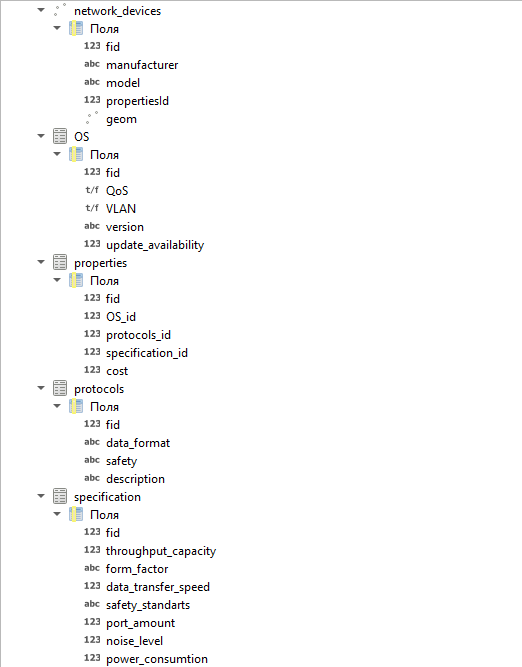 network_devices
Поля
123 fid
abc manufacturer
abc model
123 propertiesId
geom
OS
Поля
123 fid
t/f QoS
t/f VLAN
abc version
123 update_availability
properties
Поля
123 fid
123 OS_id
123 protocols_id
123 specification_id
123 cost
protocols
Поля
123 fid
abc data_format
abc safety
abc description
specification
Поля
123 fid
123 throughput_capacity
abc form_factor
123 data_transfer_speed
abc safety_standarts
123 port_amount
123 noise_level
123 power_consumtion